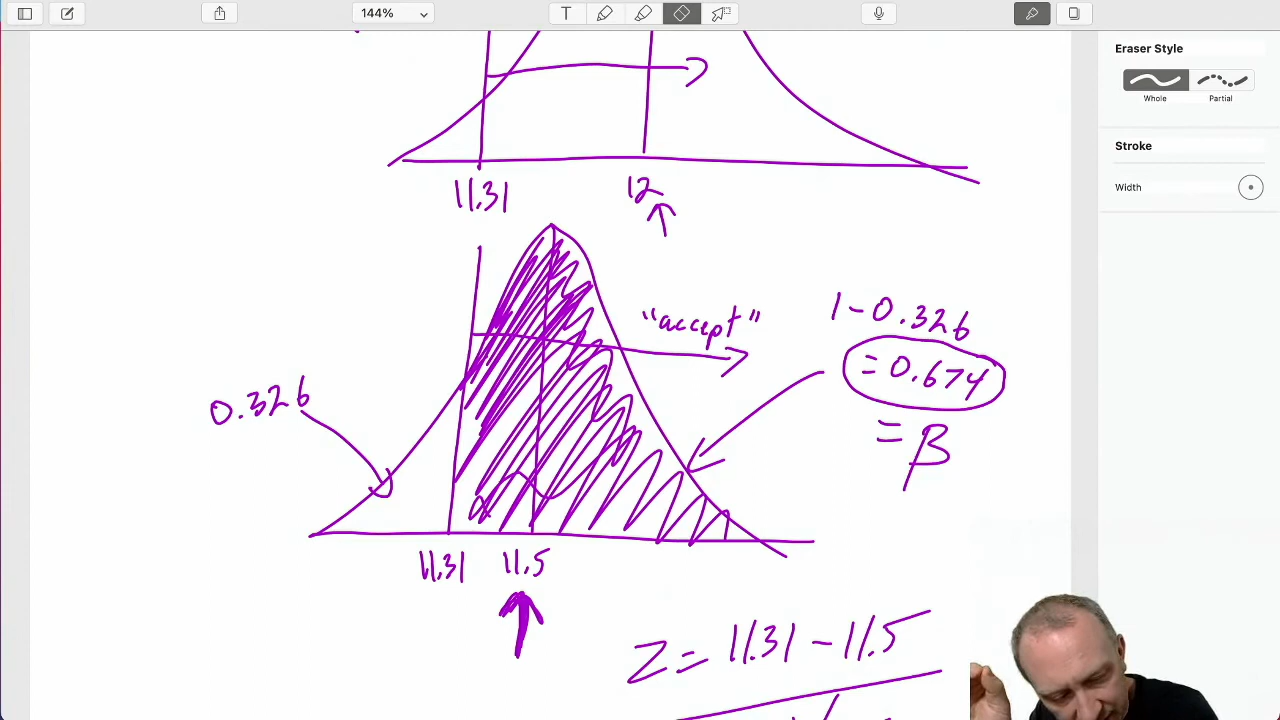 144%
T
Eraser Style
Whole
Partial
Stroke
Width
11.31
12
"accept"
1-0.326
=0.674
=β
0.326
11.31
11.5
Z=11.31-11.5